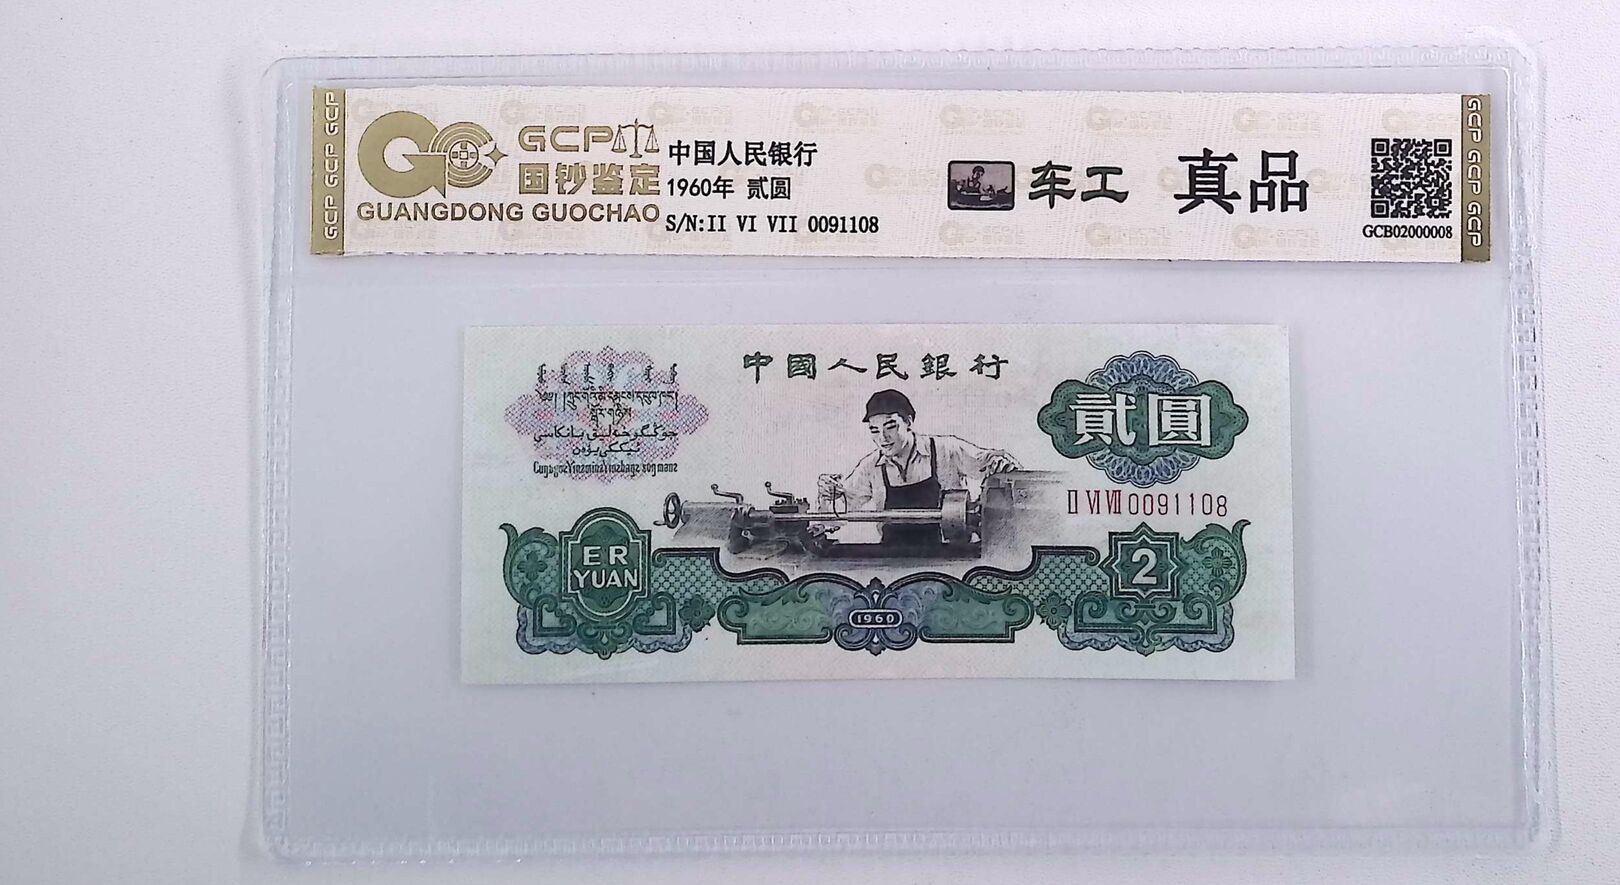 GCP GCP GCP
GCP
国钞鉴定
GUANGDONG GUOCHAO
中国人民银行
1960年 贰圆
S/N:II VI VII 0091108
车工
真品
GCB02000008
GCP GCP GCP
中國人民銀行
貳圓
Ⅱ Ⅵ Ⅶ 0091108
ER
YUAN
1960
2